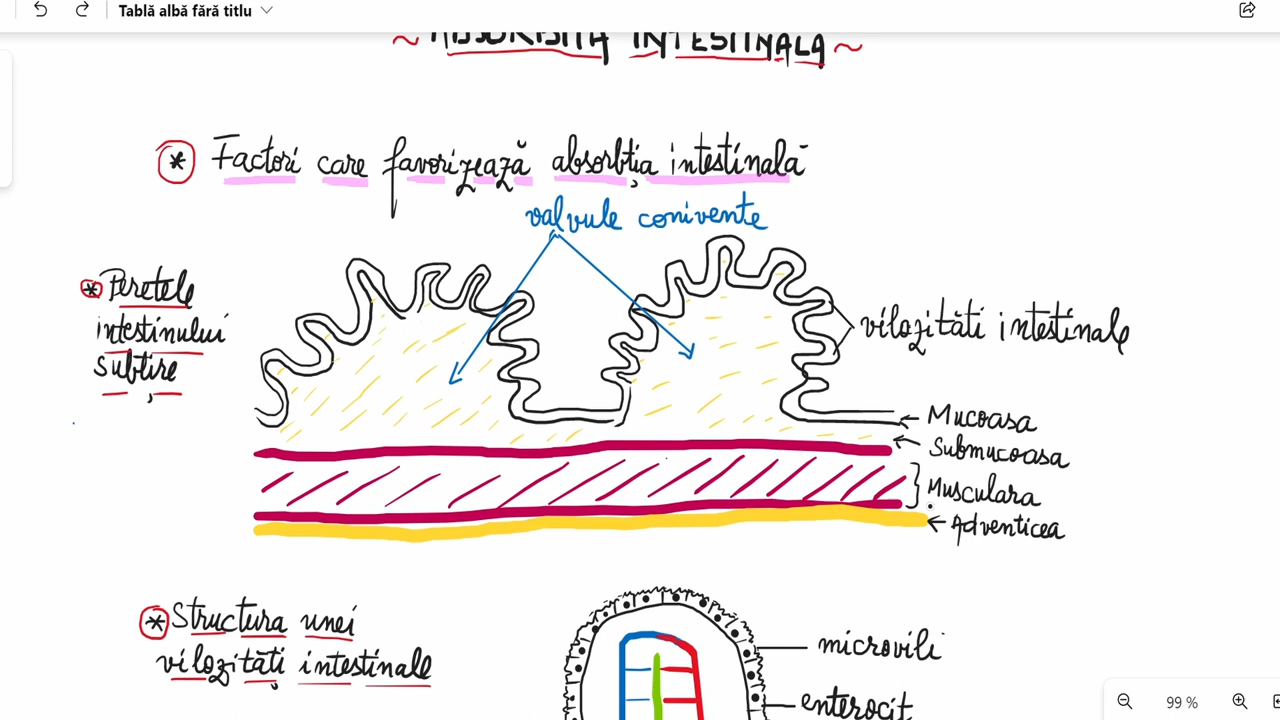 Tablă albă fără titlu
~ ABSORBȚIA INTESTINALĂ ~
* Factori care favorizează absorbția intestinală
valvule conivente
* Peretele
intestinului
subțire
vilozități intestinale
Mucoasa
Submucoasa
Musculara
Adventicea
* Structura unei
vilozități intestinale
microvili
enterocit
99 %